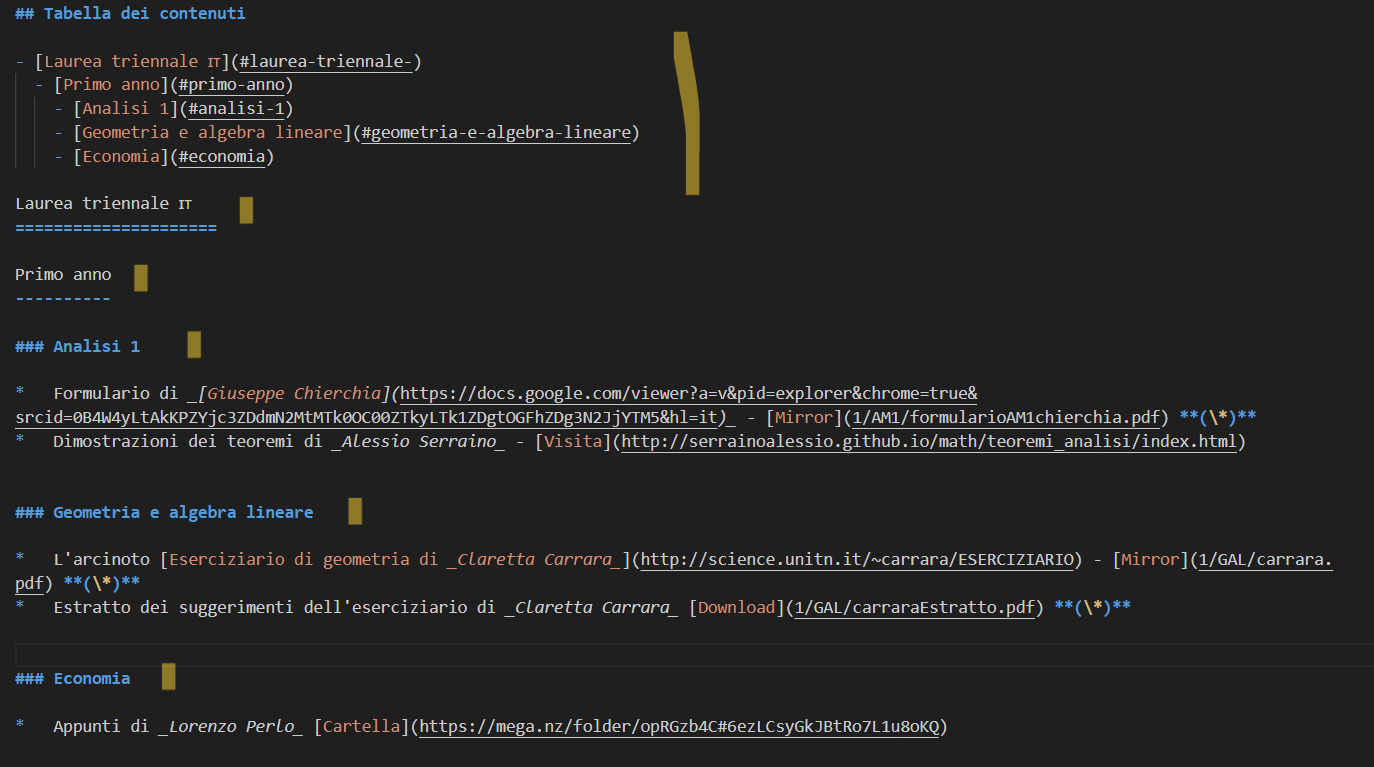 ## Tabella dei contenuti
- [Laurea triennale 🇮🇹](#laurea-triennale-)
- [Primo anno](#primo-anno)
- [Analisi 1](#analisi-1)
- [Geometria e algebra lineare](#geometria-e-algebra-lineare)
- [Economia](#economia)
Laurea triennale 🇮🇹
=====================
Primo anno
----------
### Analisi 1
*   Formulario di _[Giuseppe Chierchia](https://docs.google.com/viewer?a=v&pid=explorer&chrome=true&
srcid=0B4W4yLtAkKPZYjc3ZDdmN2MtMTk0OC00ZTkyLTk1ZDgtOGFhZDg3N2JjYTM5&hl=it)_ - [Mirror](1/AM1/formularioAM1chierchia.pdf) **(\*)**
*   Dimostrazioni dei teoremi di _Alessio Serraino_ - [Visita](http://serrainoalessio.github.io/math/teoremi_analisi/index.html)
### Geometria e algebra lineare
*   L'arcinoto [Eserciziario di geometria di _Claretta Carrara_](http://science.unitn.it/~carrara/ESERCIZIARIO) - [Mirror](1/GAL/carrara.
pdf) **(\*)**
*   Estratto dei suggerimenti dell'eserciziario di _Claretta Carrara_ [Download](1/GAL/carraraEstratto.pdf) **(\*)**
### Economia
*   Appunti di _Lorenzo Perlo_ [Cartella](https://mega.nz/folder/opRGzb4C#6ezLCsyGkJBtRo7L1u8oKQ)